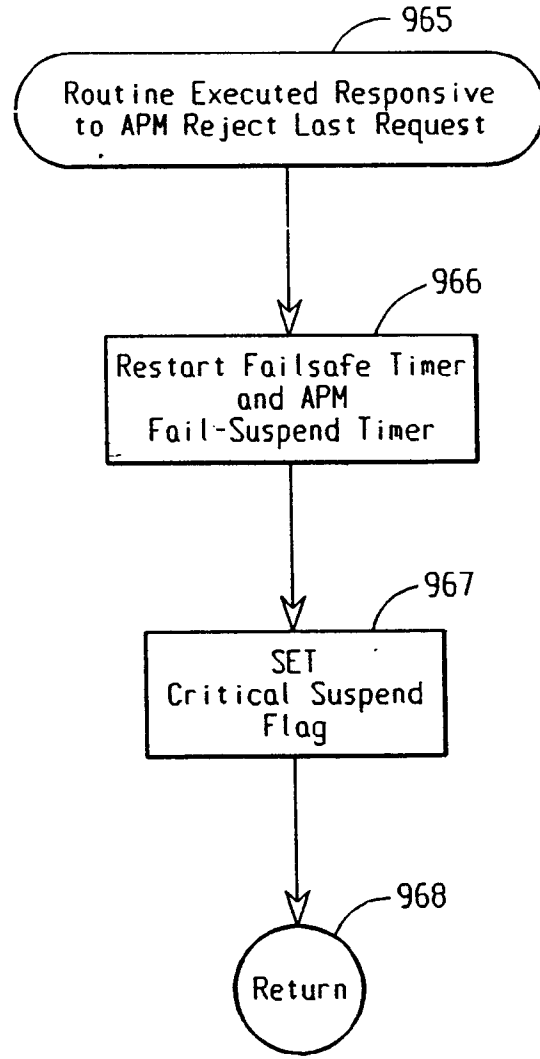 965
Routine Executed Responsive
to APM Reject Last Request
966
Restart Failsafe Timer
and APM
Fail-Suspend Timer
967
SET
Critical Suspend
Flag
968
Return